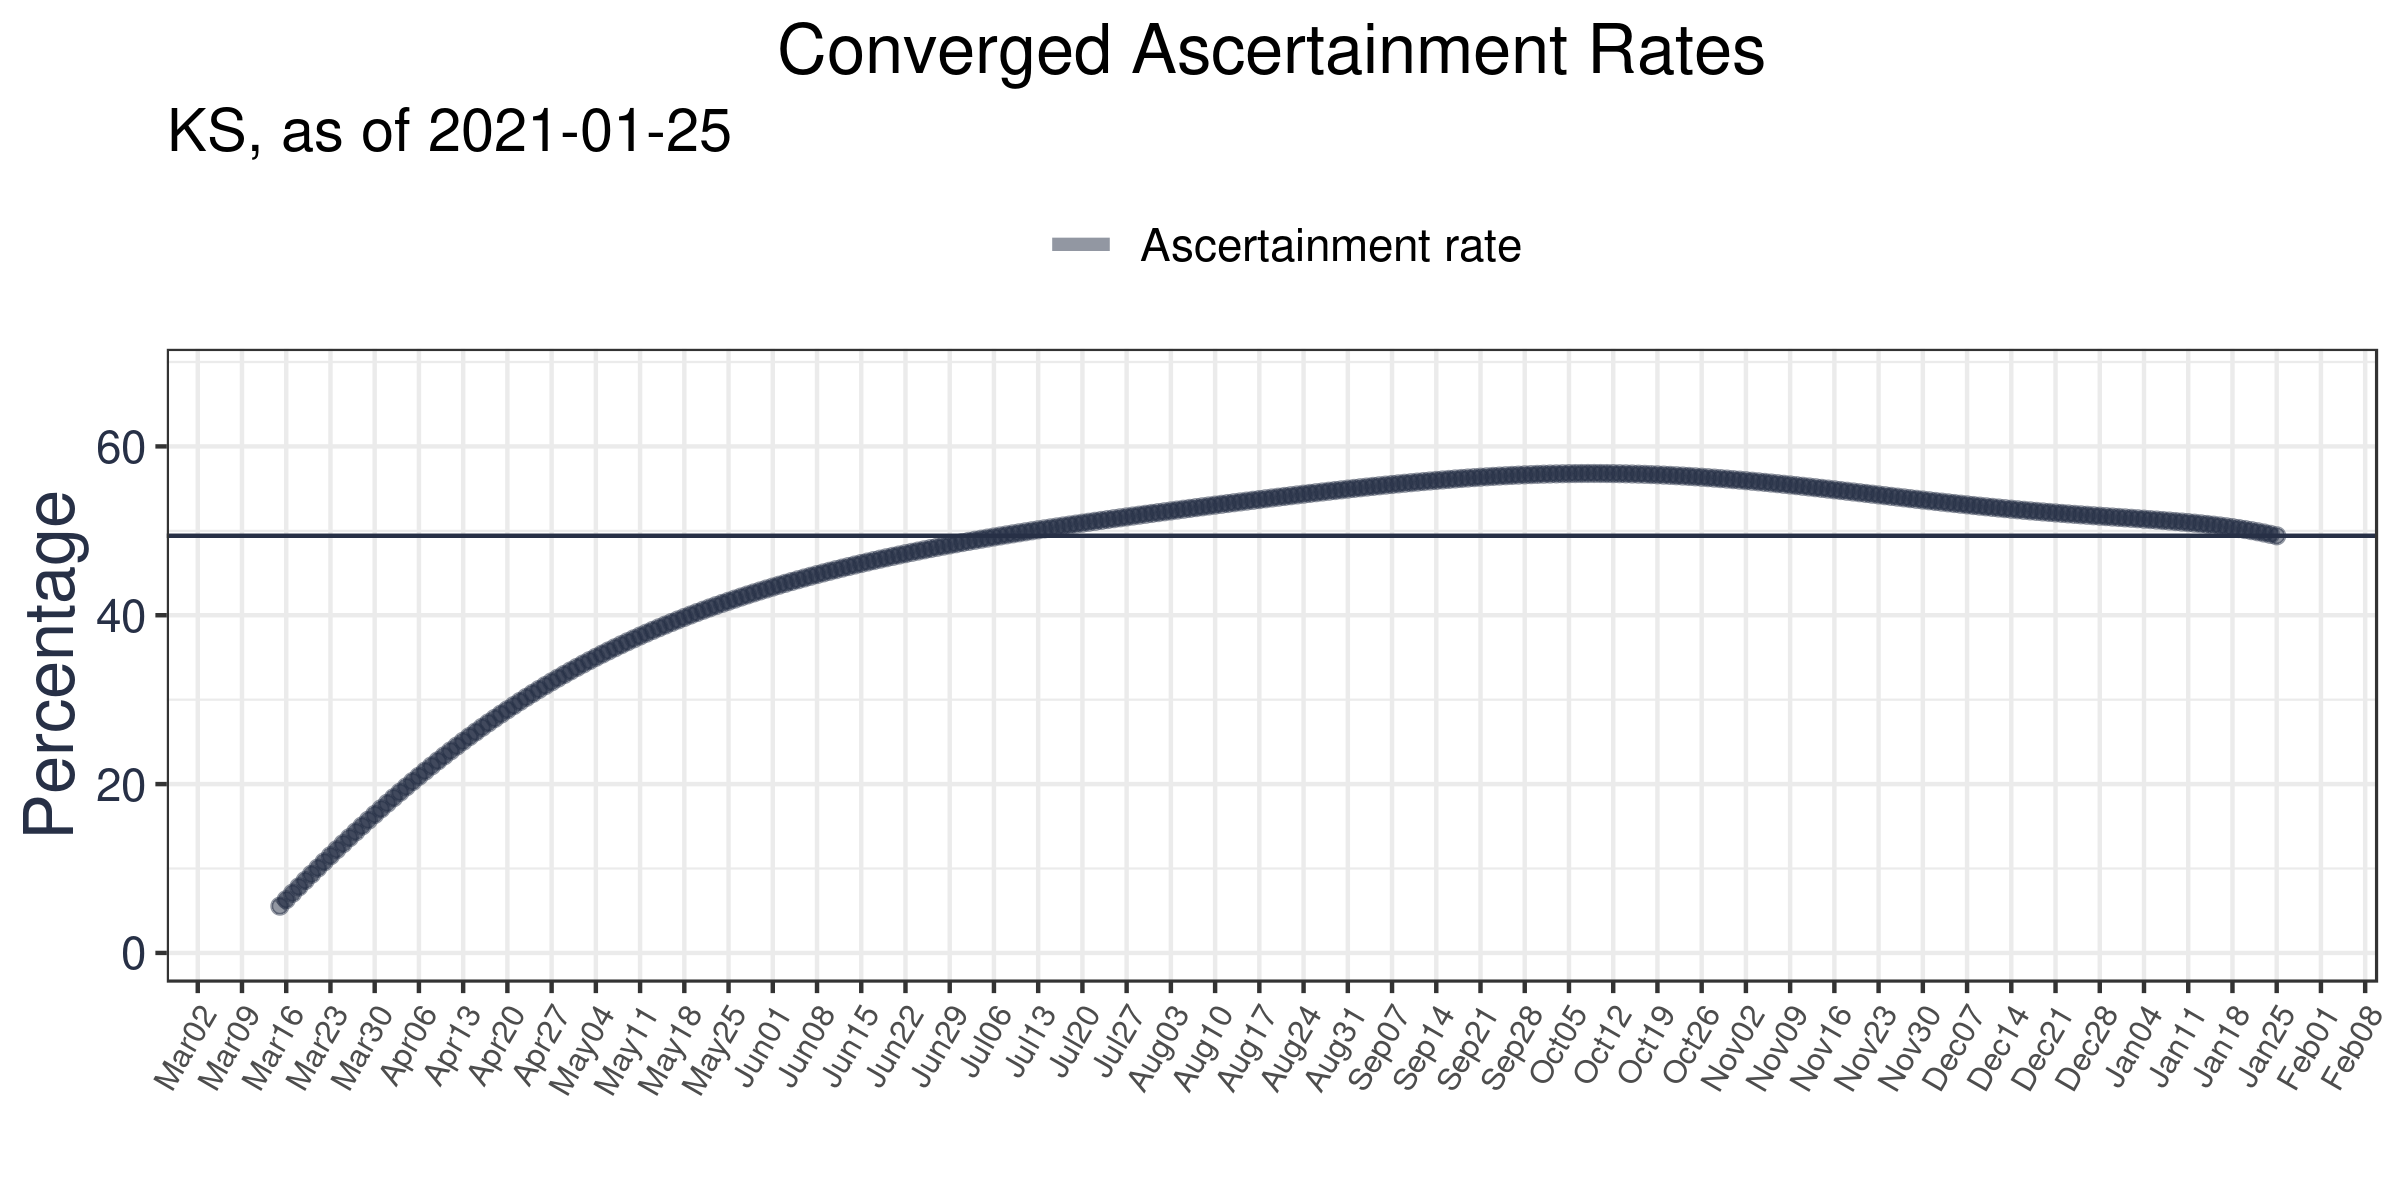 Converged Ascertainment Rates
KS, as of 2021-01-25
Ascertainment rate
Percentage
60
40
20
0
Mar02 Mar09 Mar16 Mar23 Mar30 Apr06 Apr13 Apr20 Apr27 May04 May11 May18 May25 Jun01 Jun08 Jun15 Jun22 Jun29 Jul06 Jul13 Jul20 Jul27 Aug03 Aug10 Aug17 Aug24 Aug31 Sep07 Sep14 Sep21 Sep28 Oct05 Oct12 Oct19 Oct26 Nov02 Nov09 Nov16 Nov23 Nov30 Dec07 Dec14 Dec21 Dec28 Jan04 Jan11 Jan18 Jan25 Feb01 Feb08